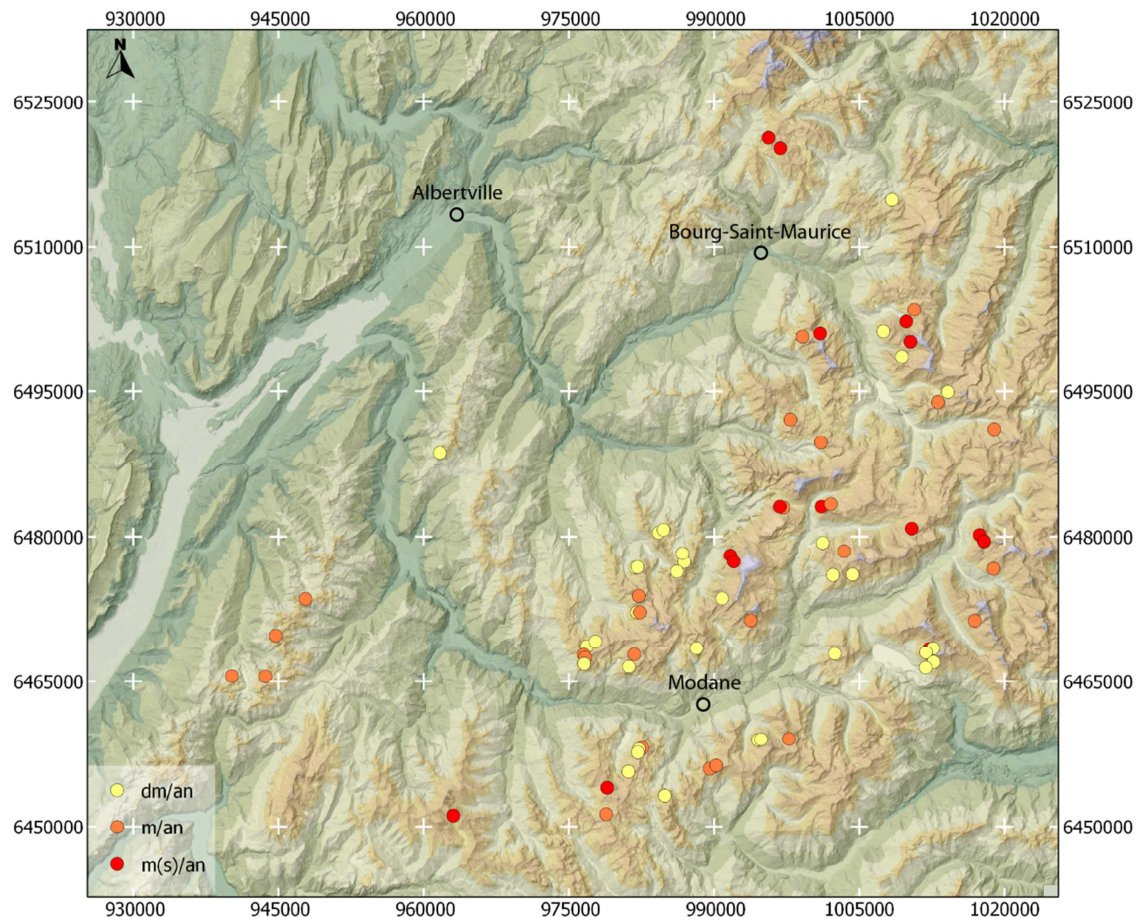 930000 945000 960000 975000 990000 1005000 1020000
N
6525000 6525000
Albertville
Bourg-Saint-Maurice
6510000 6510000
6495000 6495000
6480000 6480000
6465000 6465000
Modane
dm/an
6450000 6450000
m/an
m(s)/an
930000 945000 960000 975000 990000 1005000 1020000